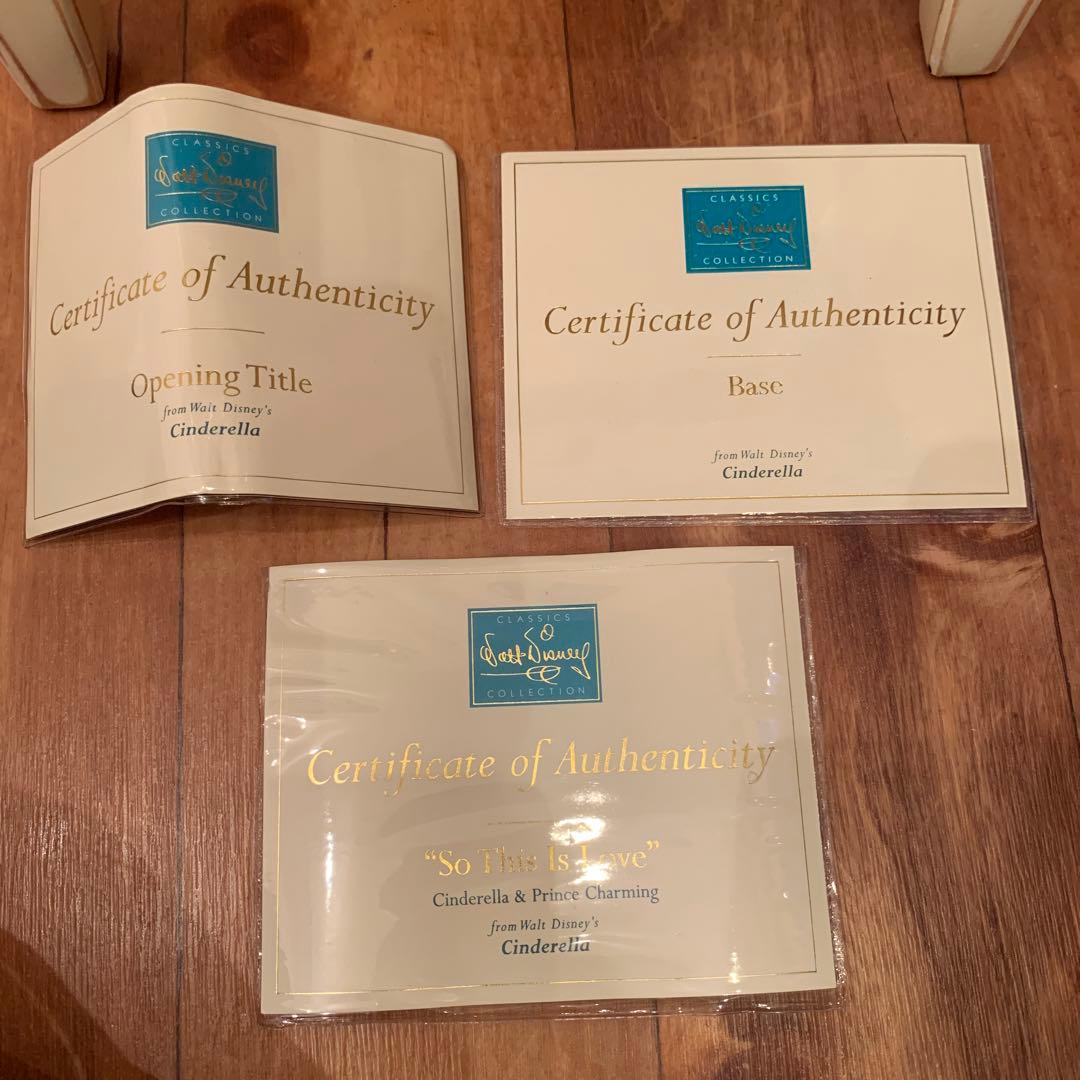 CLASSICS
Walt Disney
COLLECTION
Certificate of Authenticity
Opening Title
from Walt Disney's
Cinderella
CLASSICS
Walt Disney
COLLECTION
Certificate of Authenticity
Base
from Walt Disney's
Cinderella
CLASSICS
Walt Disney
COLLECTION
Certificate of Authenticity
“So This Is Love”
Cinderella & Prince Charming
from Walt Disney's
Cinderella